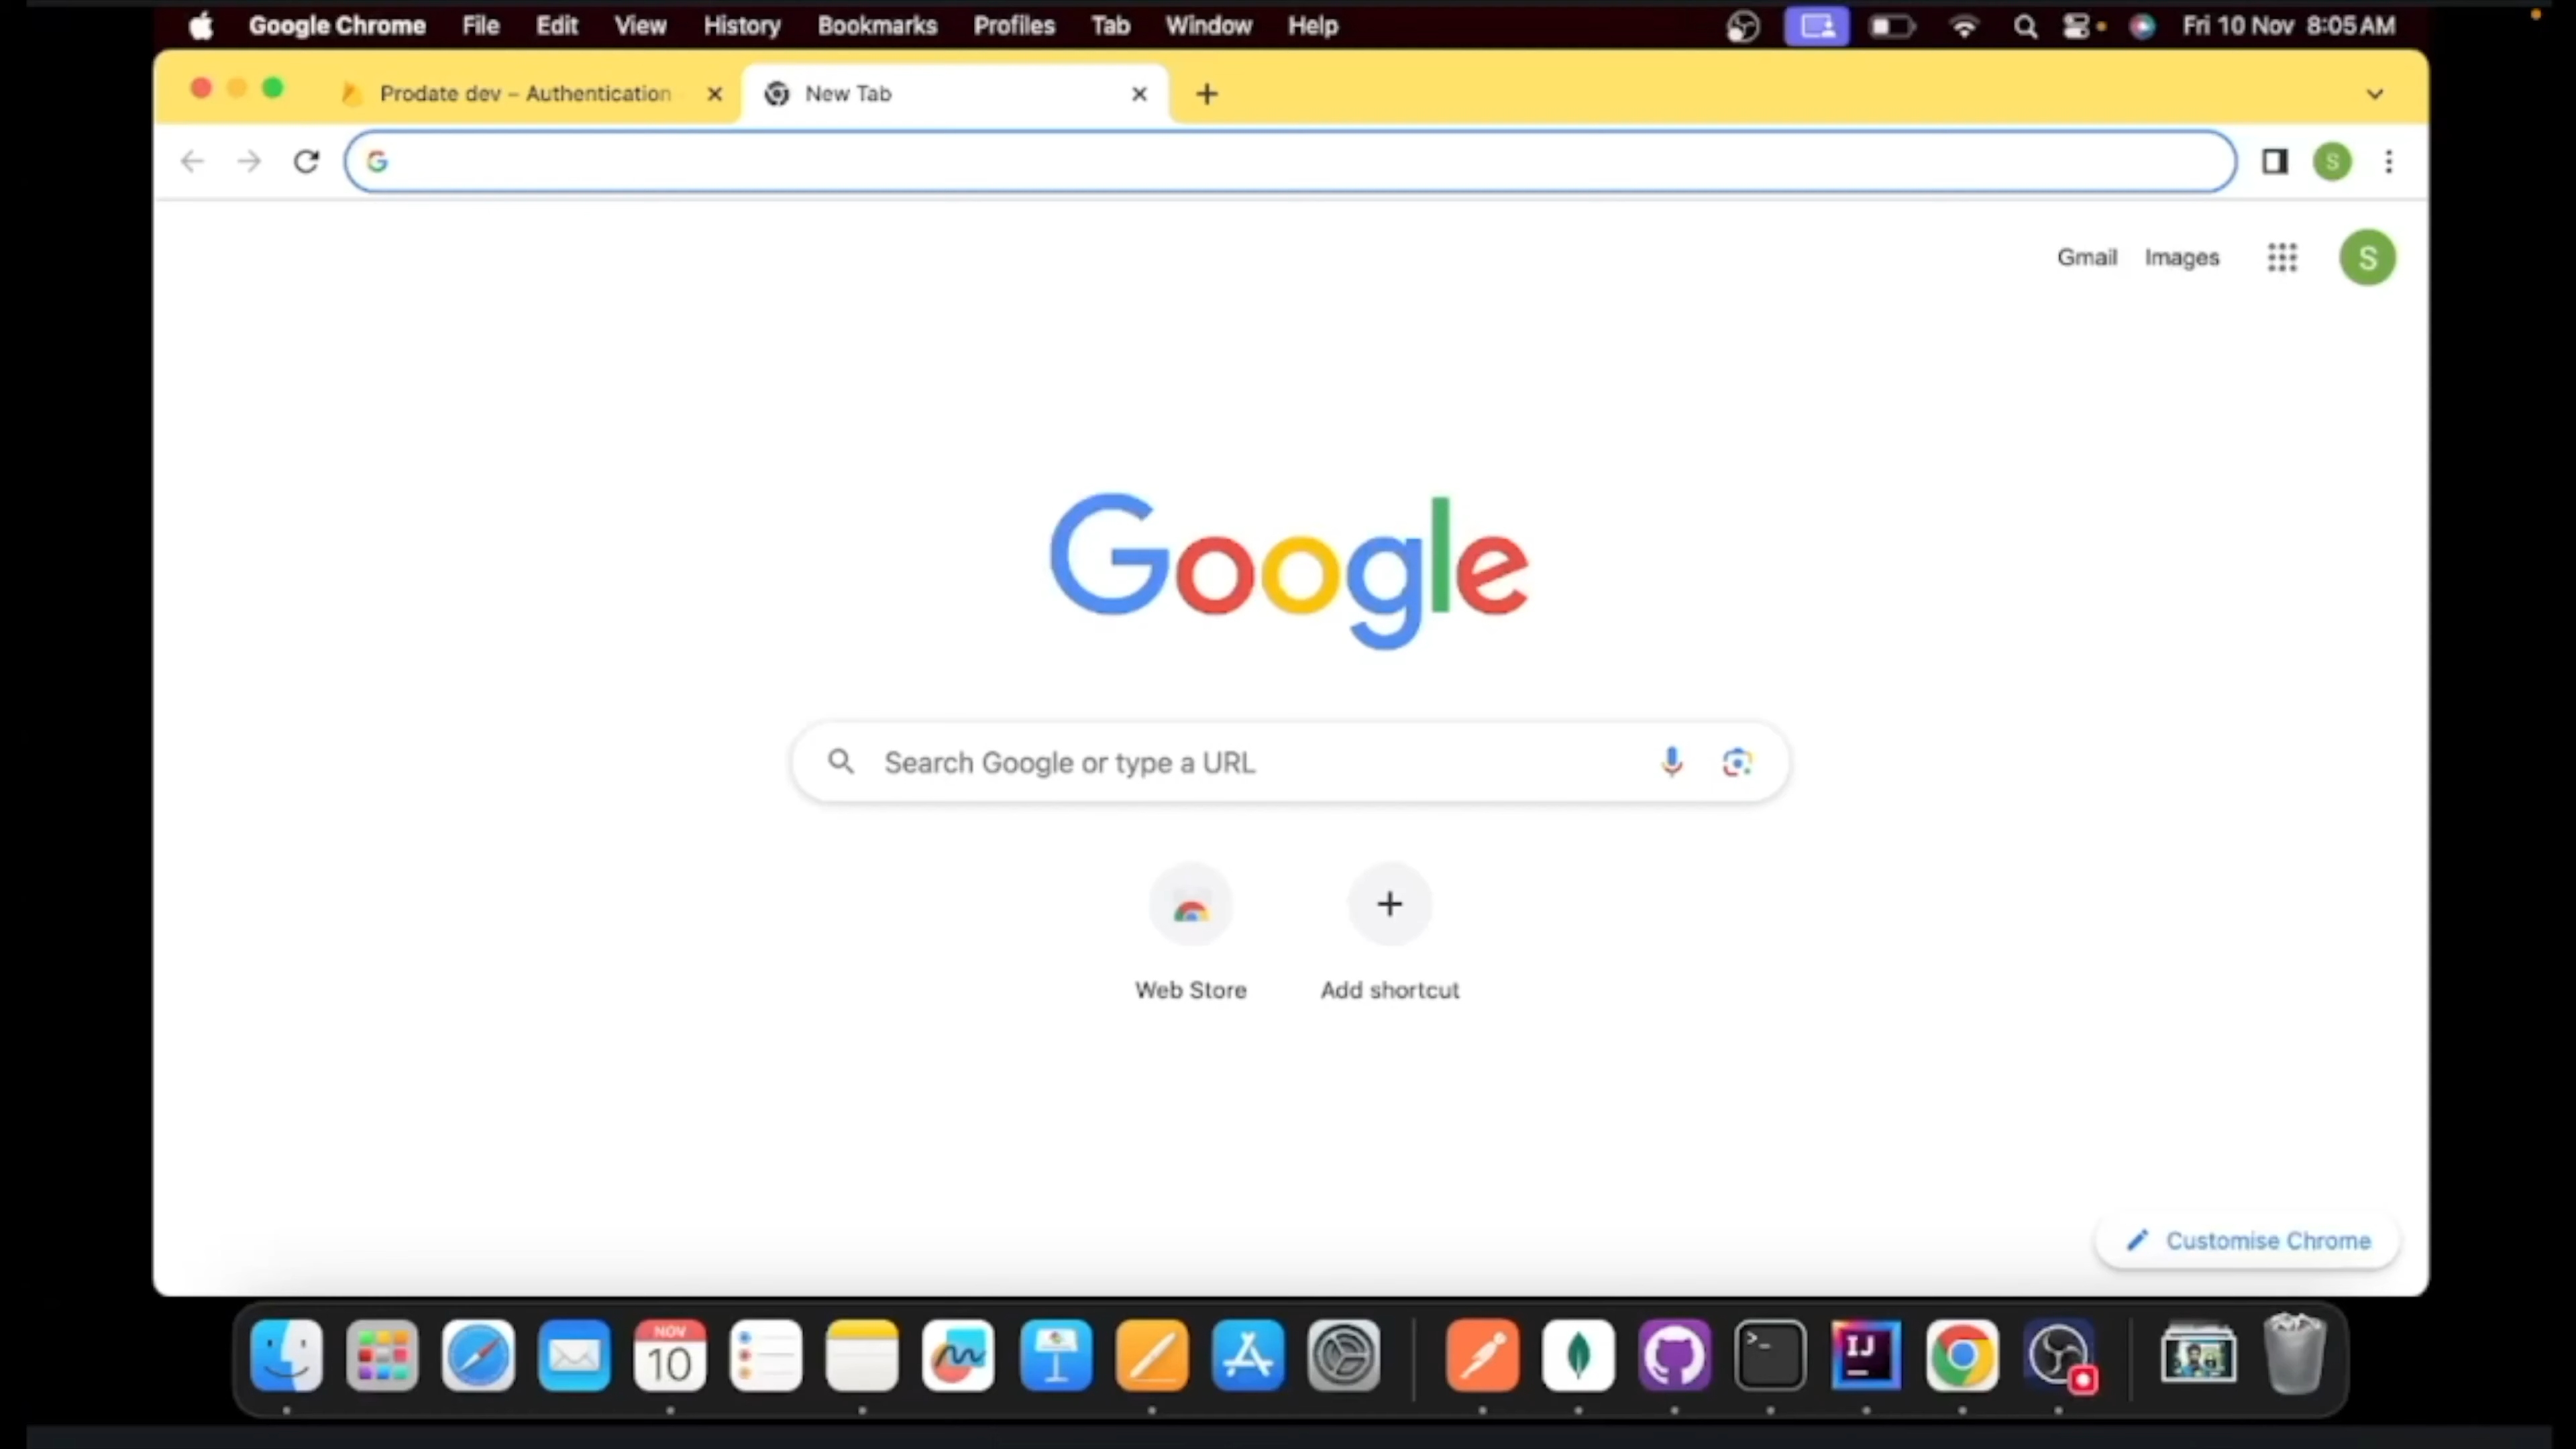 Google Chrome File Edit View History Bookmarks Profiles Tab Window Help Fri 10 Nov 8:05 AM
Prodate dev – Authentication New Tab
S
Gmail Images S
Google
Search Google or type a URL
Web Store Add shortcut
Customise Chrome
NOV
10
IJ